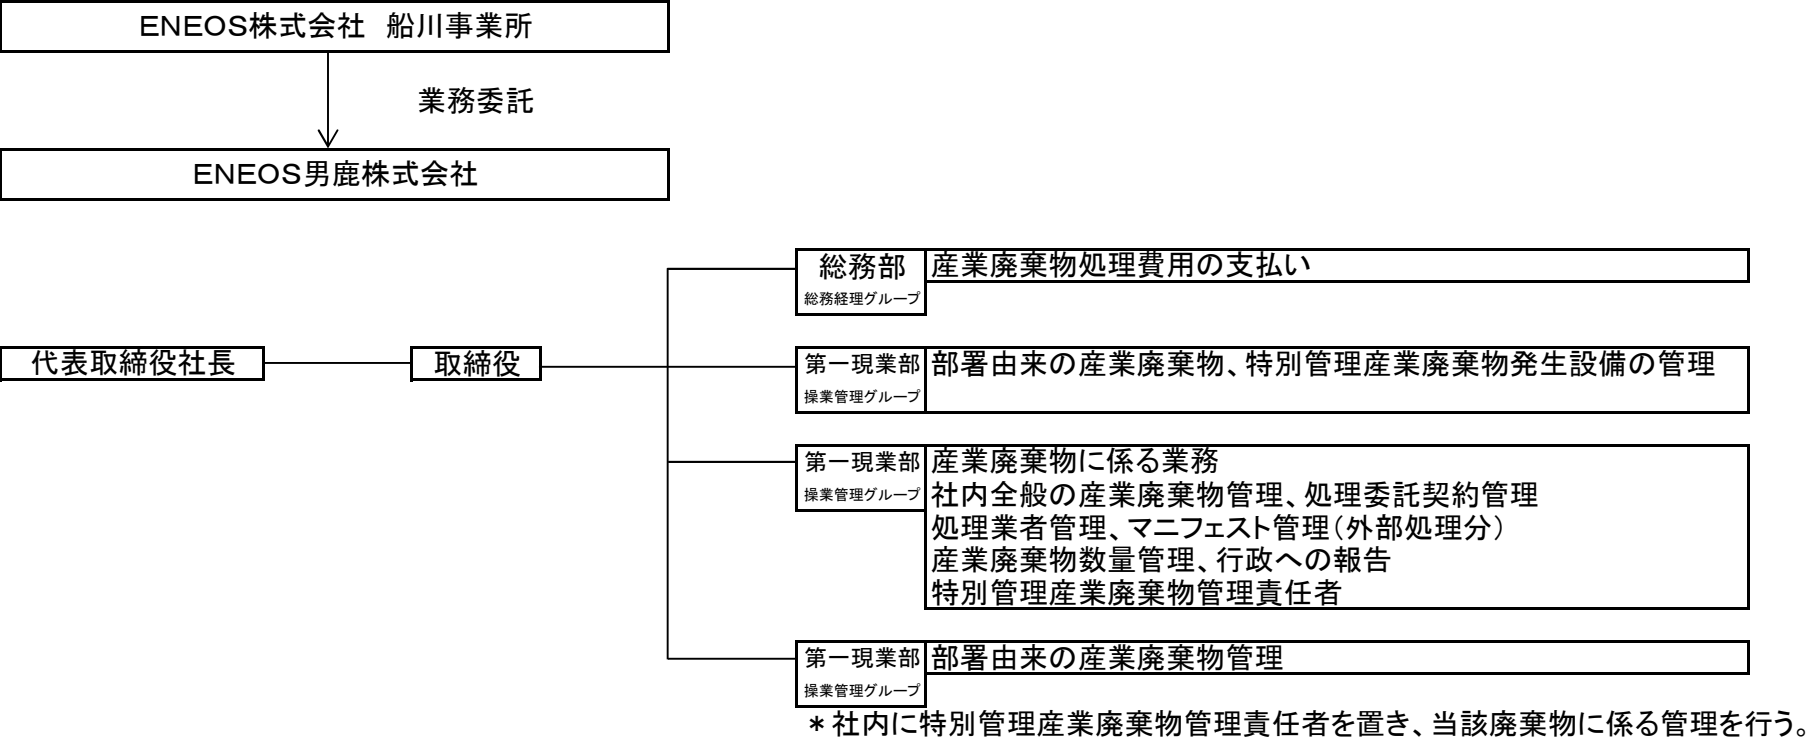 ENEOS株式会社　船川事業所
業務委託
ENEOS男鹿株式会社
総務部
総務経理グループ
産業廃棄物処理費用の支払い
代表取締役社長
取締役
第一現業部
操業管理グループ
部署由来の産業廃棄物、特別管理産業廃棄物発生設備の管理
第一現業部
操業管理グループ
産業廃棄物に係る業務
社内全般の産業廃棄物管理、処理委託契約管理
処理業者管理、マニフェスト管理（外部処理分）
産業廃棄物数量管理、行政への報告
特別管理産業廃棄物管理責任者
第一現業部
操業管理グループ
部署由来の産業廃棄物管理
＊社内に特別管理産業廃棄物管理責任者を置き、当該廃棄物に係る管理を行う。